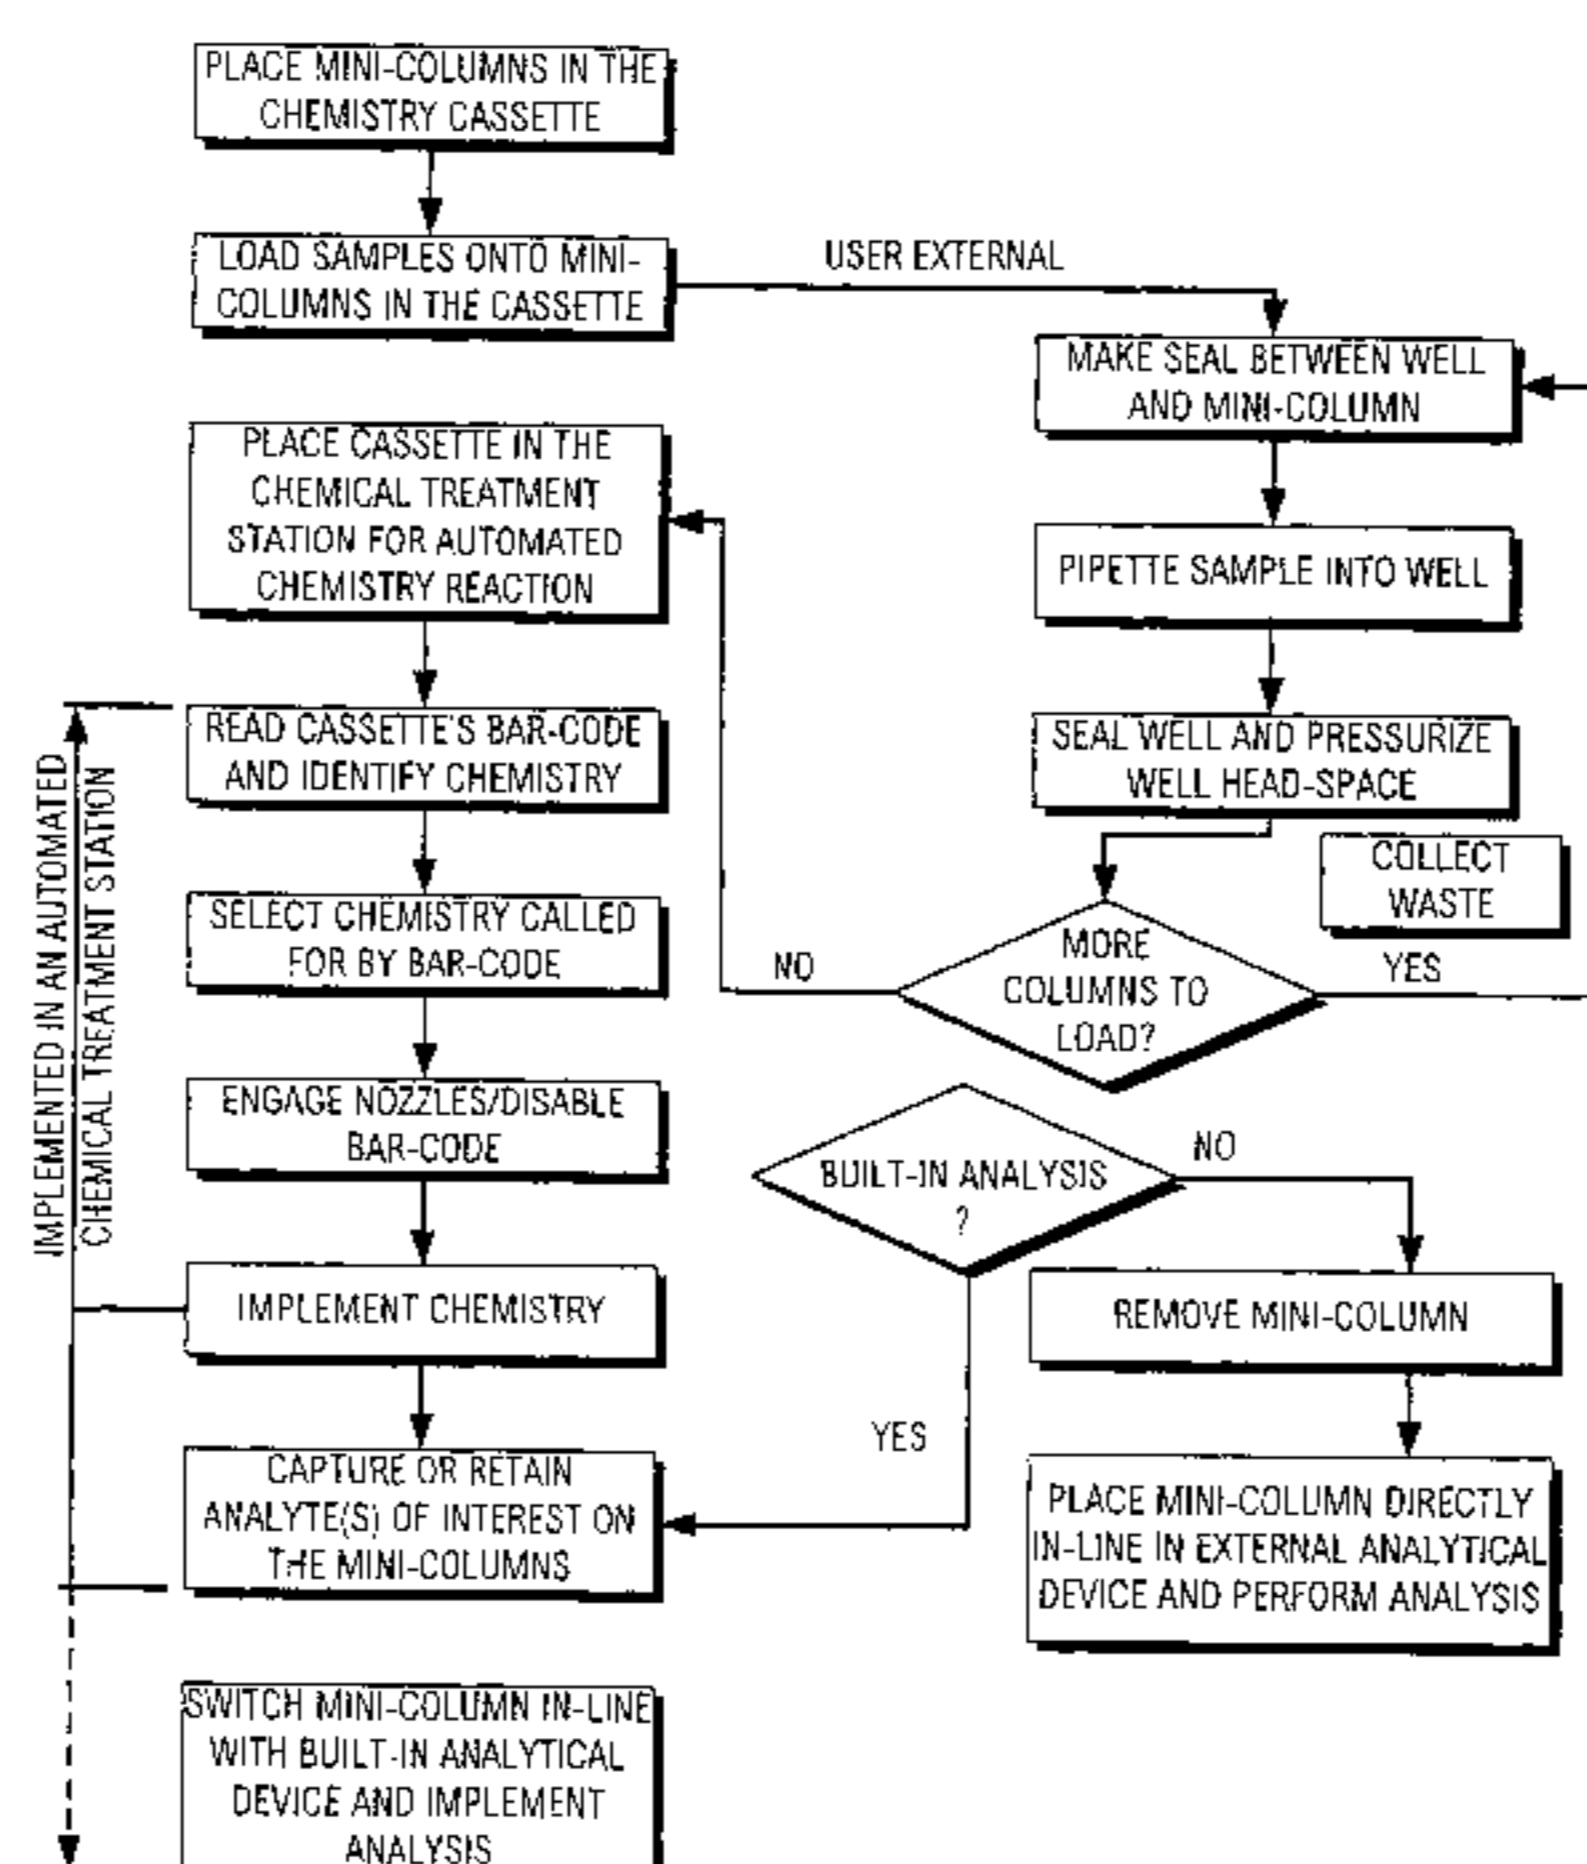 PLACE MINI-COLUMNS IN THE
CHEMISTRY CASSETTE
LOAD SAMPLES ONTO MINI-
COLUMNS IN THE CASSETTE
USER EXTERNAL
MAKE SEAL BETWEEN WELL
AND MINI-COLUMN
PIPETTE SAMPLE INTO WELL
SEAL WELL AND PRESSURIZE
WELL HEAD-SPACE
COLLECT
WASTE
MORE
COLUMNS TO
LOAD?
YES
NO
PLACE CASSETTE IN THE
CHEMICAL TREATMENT
STATION FOR AUTOMATED
CHEMISTRY REACTION
READ CASSETTE'S BAR-CODE
AND IDENTIFY CHEMISTRY
SELECT CHEMISTRY CALLED
FOR BY BAR-CODE
ENGAGE NOZZLES/DISABLE
BAR-CODE
IMPLEMENT CHEMISTRY
CAPTURE OR RETAIN
ANALYTE(S) OF INTEREST ON
THE MINI-COLUMNS
IMPLEMENTED IN AN AUTOMATED
CHEMICAL TREATMENT STATION
BUILT-IN ANALYSIS
?
NO
YES
REMOVE MINI-COLUMN
PLACE MINI-COLUMN DIRECTLY
IN-LINE IN EXTERNAL ANALYTICAL
DEVICE AND PERFORM ANALYSIS
SWITCH MINI-COLUMN IN-LINE
WITH BUILT-IN ANALYTICAL
DEVICE AND IMPLEMENT
ANALYSIS